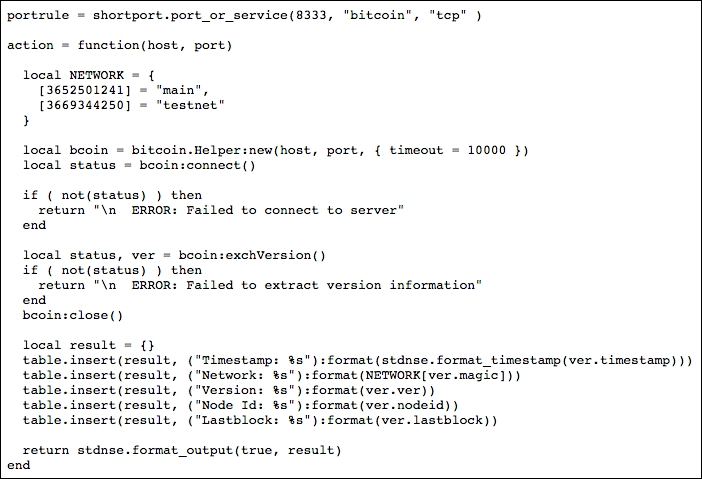 portrule = shortport.port_or_service(8333, "bitcoin", "tcp" )

action = function(host, port)

  local NETWORK = {
    [3652501241] = "main",
    [3669344250] = "testnet"
  }

  local bcoin = bitcoin.Helper:new(host, port, { timeout = 10000 })
  local status = bcoin:connect()

  if ( not(status) ) then
    return "\n  ERROR: Failed to connect to server"
  end

  local status, ver = bcoin:exchVersion()
  if ( not(status) ) then
    return "\n  ERROR: Failed to extract version information"
  end
  bcoin:close()

  local result = {}
  table.insert(result, ("Timestamp: %s"):format(stdnse.format_timestamp(ver.timestamp)))
  table.insert(result, ("Network: %s"):format(NETWORK[ver.magic]))
  table.insert(result, ("Version: %s"):format(ver.ver))
  table.insert(result, ("Node Id: %s"):format(ver.nodeid))
  table.insert(result, ("Lastblock: %s"):format(ver.lastblock))

  return stdnse.format_output(true, result)
end